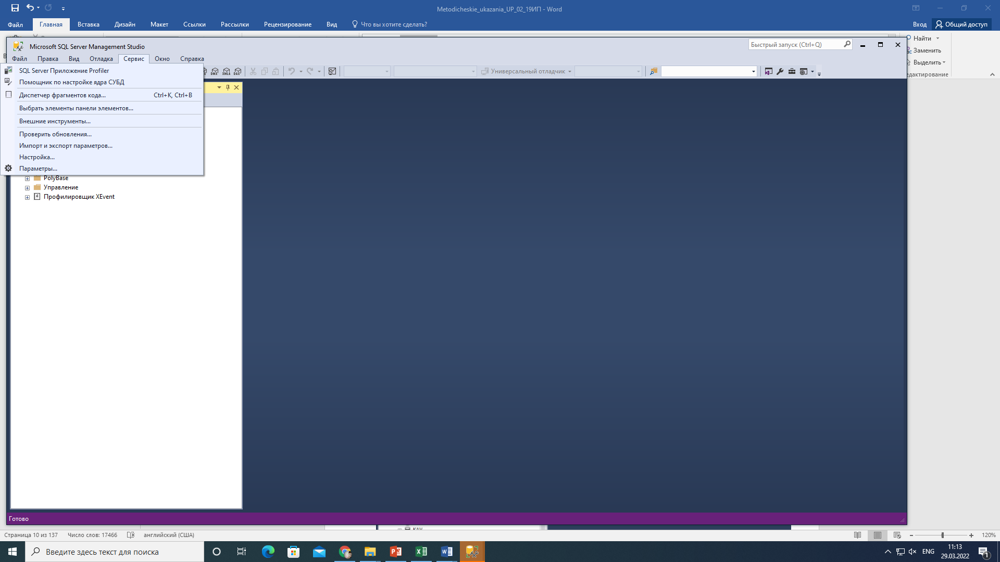 Metodicheskie_ukazania_UP_02_19ИП - Word
Файл Главная Вставка Дизайн Макет Ссылки Рассылки Рецензирование Вид Что вы хотите сделать? Вход Общий доступ
Найти
Заменить
Выделить
Microsoft SQL Server Management Studio
Быстрый запуск (Ctrl+Q)
Файл Правка Вид Отладка Сервис Окно Справка
DMX XMLA DAX
Универсальный отладчик
SQL Server Приложение Profiler
Помощник по настройке ядра СУБД
Диспетчер фрагментов кода... Ctrl+K, Ctrl+B
Выбрать элементы панели элементов...
Внешние инструменты...
Проверить обновления...
Импорт и экспорт параметров...
Настройка...
Параметры...
PolyBase
Управление
Профилировщик XEvent
Готово
Страница 10 из 137 Число слов: 17466 английский (США) 120%
Введите здесь текст для поиска
ENG
11:13
29.03.2022
1